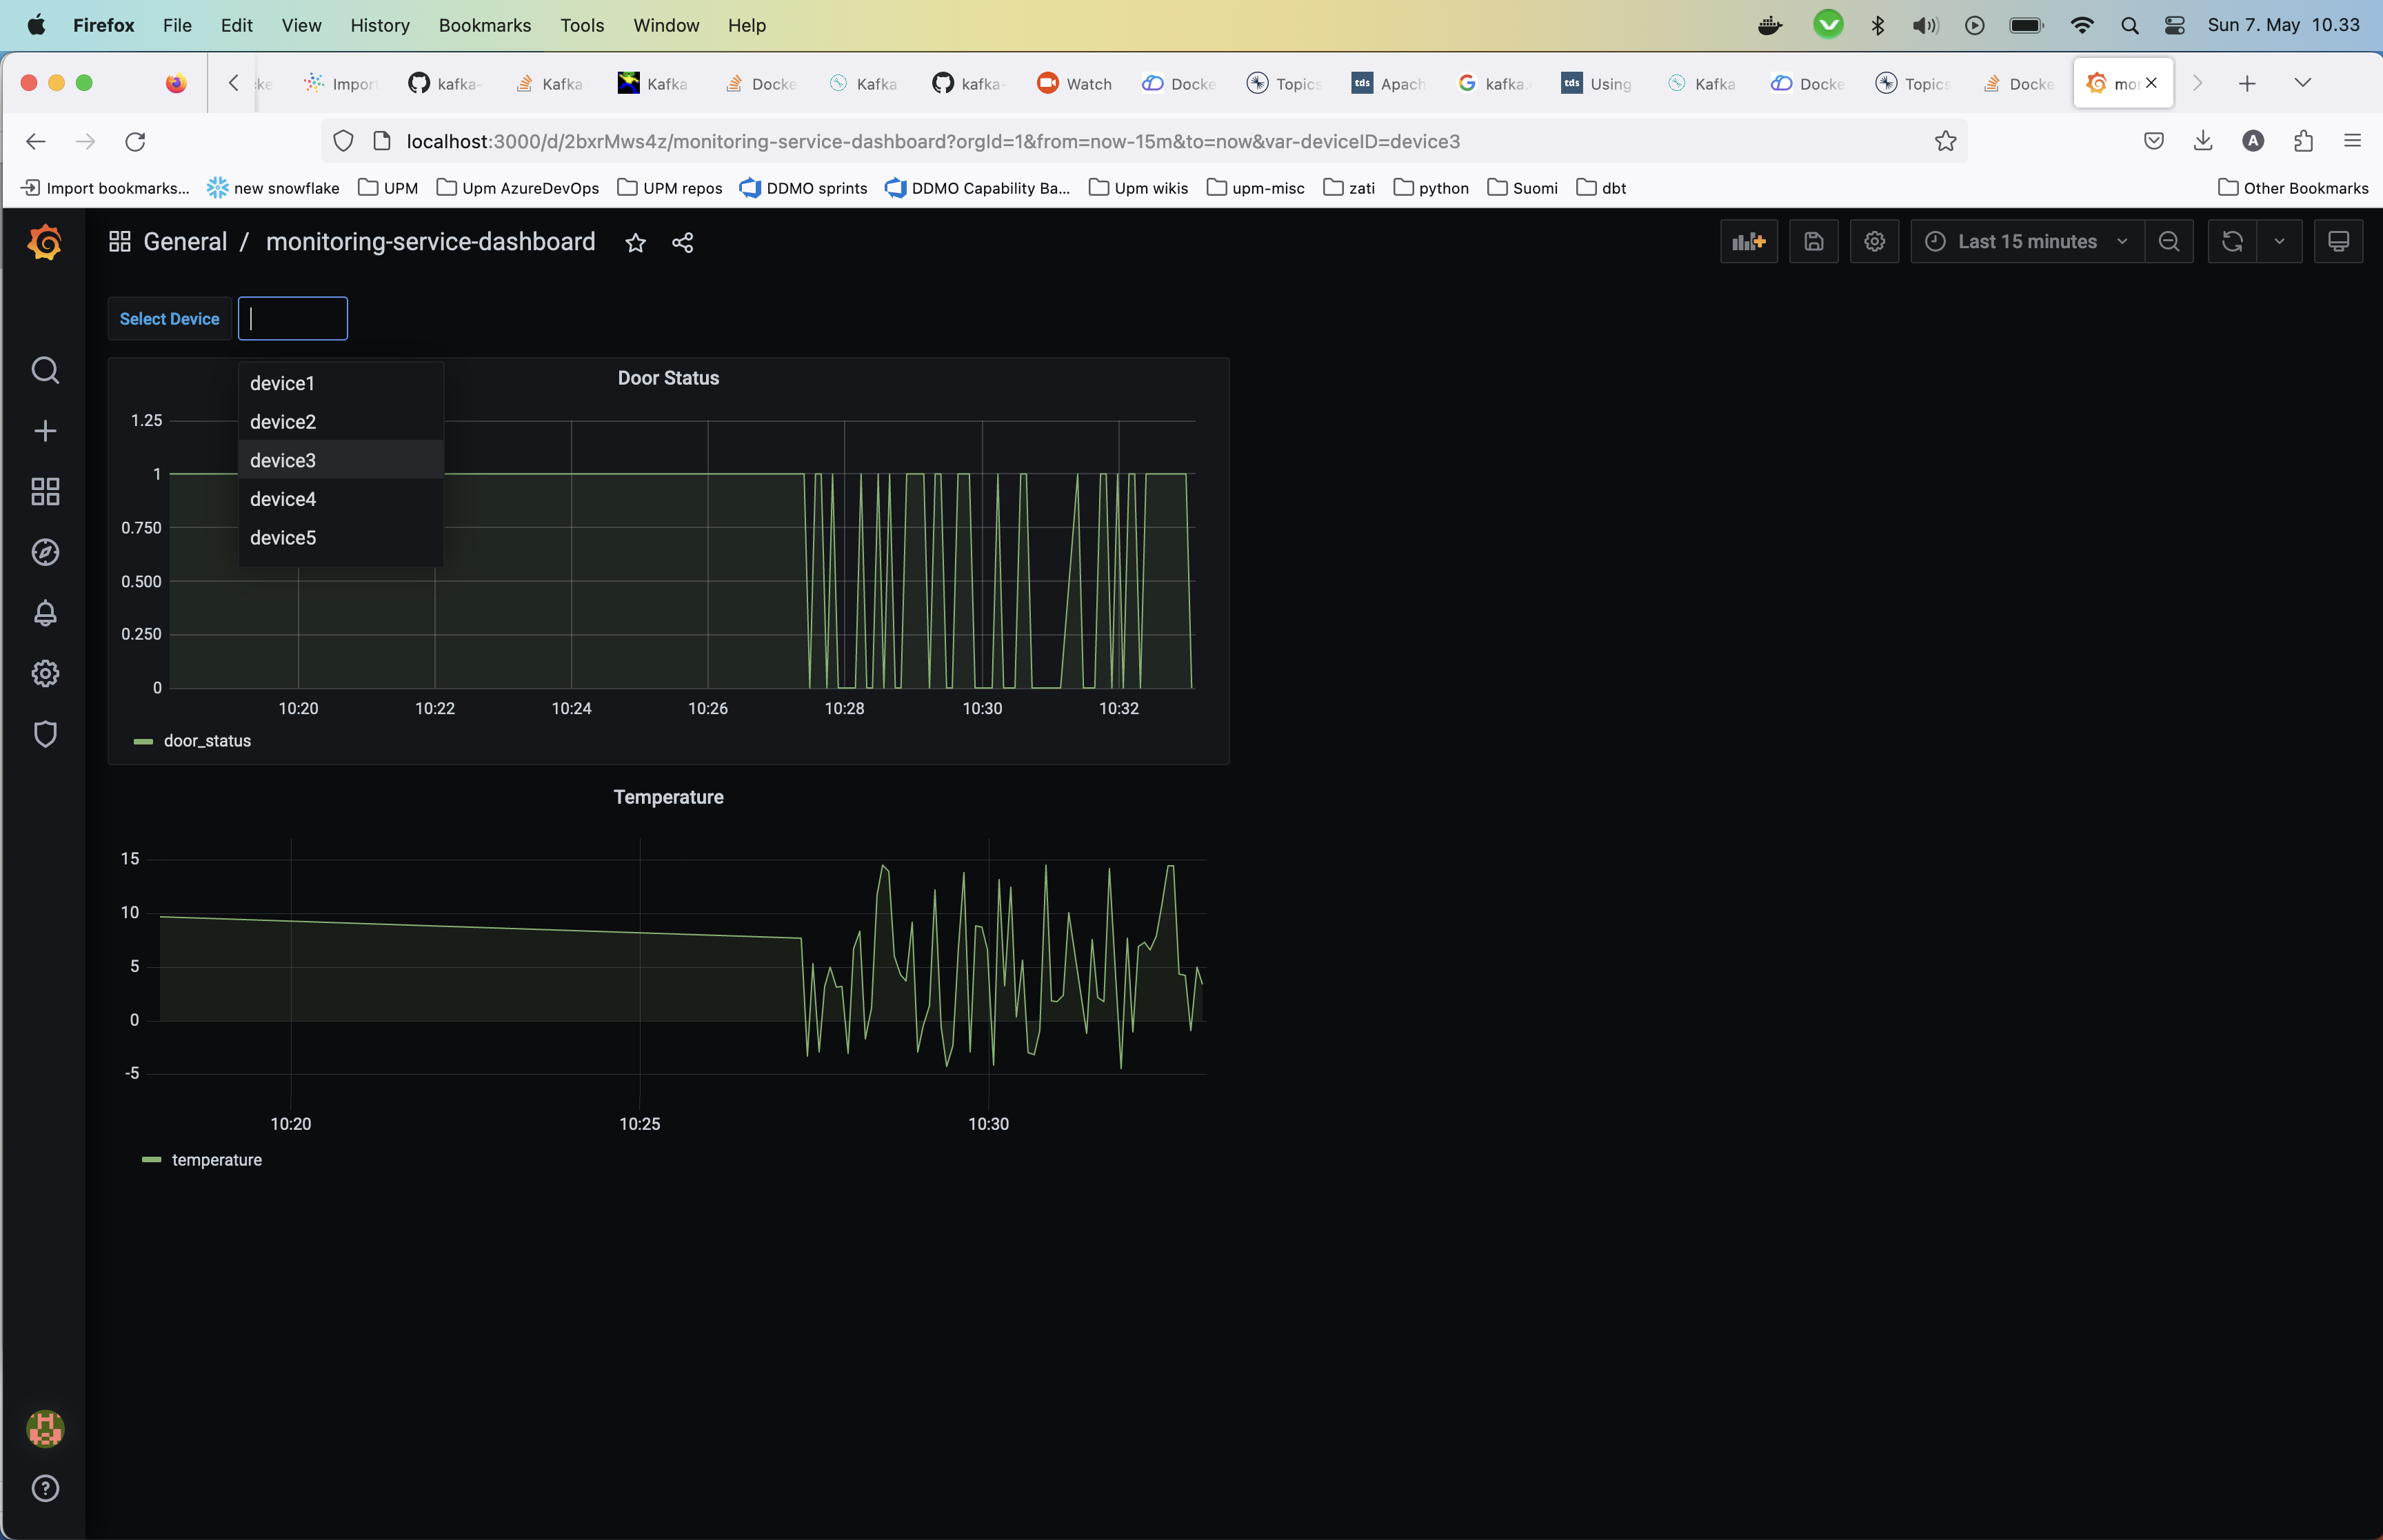 Firefox File Edit View History Bookmarks Tools Window Help Sun 7. May 10.33
Impor kafka- Kafka Kafka Docke Kafka kafka- Watch Docke Topics tds Apach kafka. tds Using Kafka Docke Topics Docke mo
localhost:3000/d/2bxrMws4z/monitoring-service-dashboard?orgId=1&from=now-15m&to=now&var-deviceID=device3 A
Import bookmarks... new snowflake UPM Upm AzureDevOps UPM repos DDMO sprints DDMO Capability Ba... Upm wikis upm-misc zati python Suomi dbt Other Bookmarks
General / monitoring-service-dashboard Last 15 minutes
Select Device
device1
device2
device3
device4
device5
Door Status
1.25
1
0.750
0.500
0.250
0
10:20 10:22 10:24 10:26 10:28 10:30 10:32
door_status
Temperature
15
10
5
0
-5
10:20 10:25 10:30
temperature